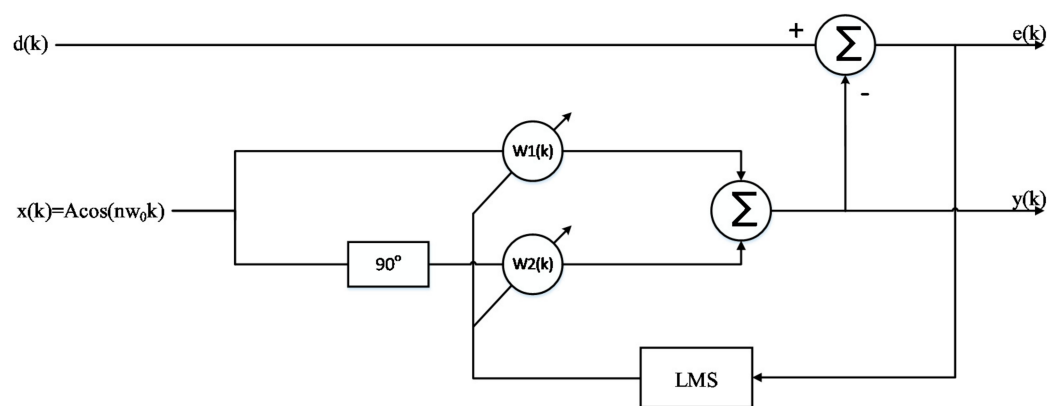 d(k)
+
Σ
e(k)
-
W1(k)
x(k)=Acos(nw₀k)
Σ
y(k)
90°
W2(k)
LMS